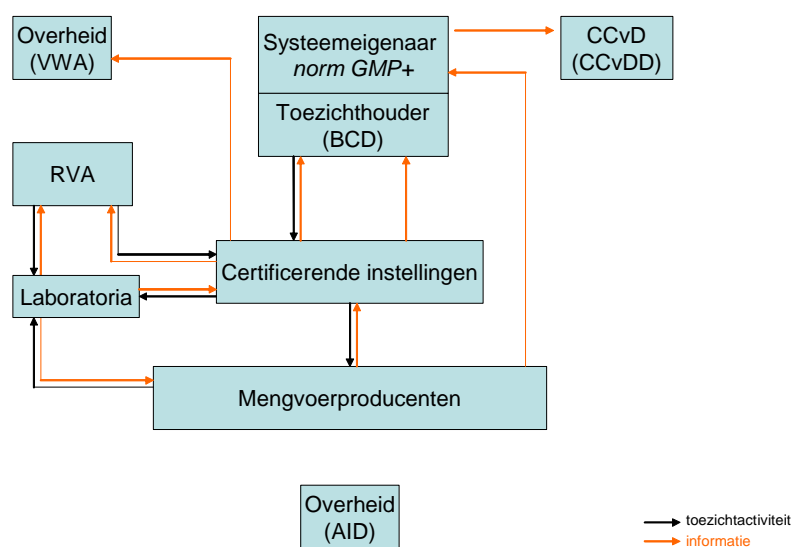 Overheid
(VWA)
Systeemeigenaar
norm GMP+
CCvD
(CCvDD)
Toezichthouder
(BCD)
RVA
Certificerende instellingen
Laboratoria
Mengvoerproducenten
Overheid
(AID)
toezichtactiviteit
informatie